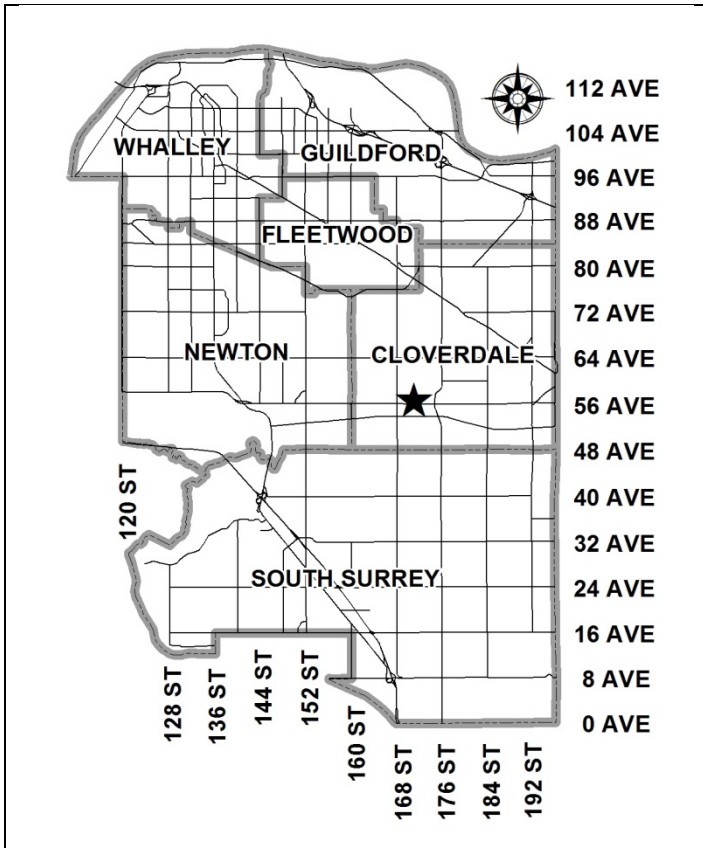 112 AVE
104 AVE
WHALLEY
GUILDFORD
96 AVE
88 AVE
FLEETWOOD
80 AVE
72 AVE
NEWTON
CLOVERDALE
64 AVE
56 AVE
48 AVE
120 ST
40 AVE
32 AVE
SOUTH SURREY
24 AVE
16 AVE
8 AVE
0 AVE
128 ST
136 ST
144 ST
152 ST
160 ST
168 ST
176 ST
184 ST
192 ST